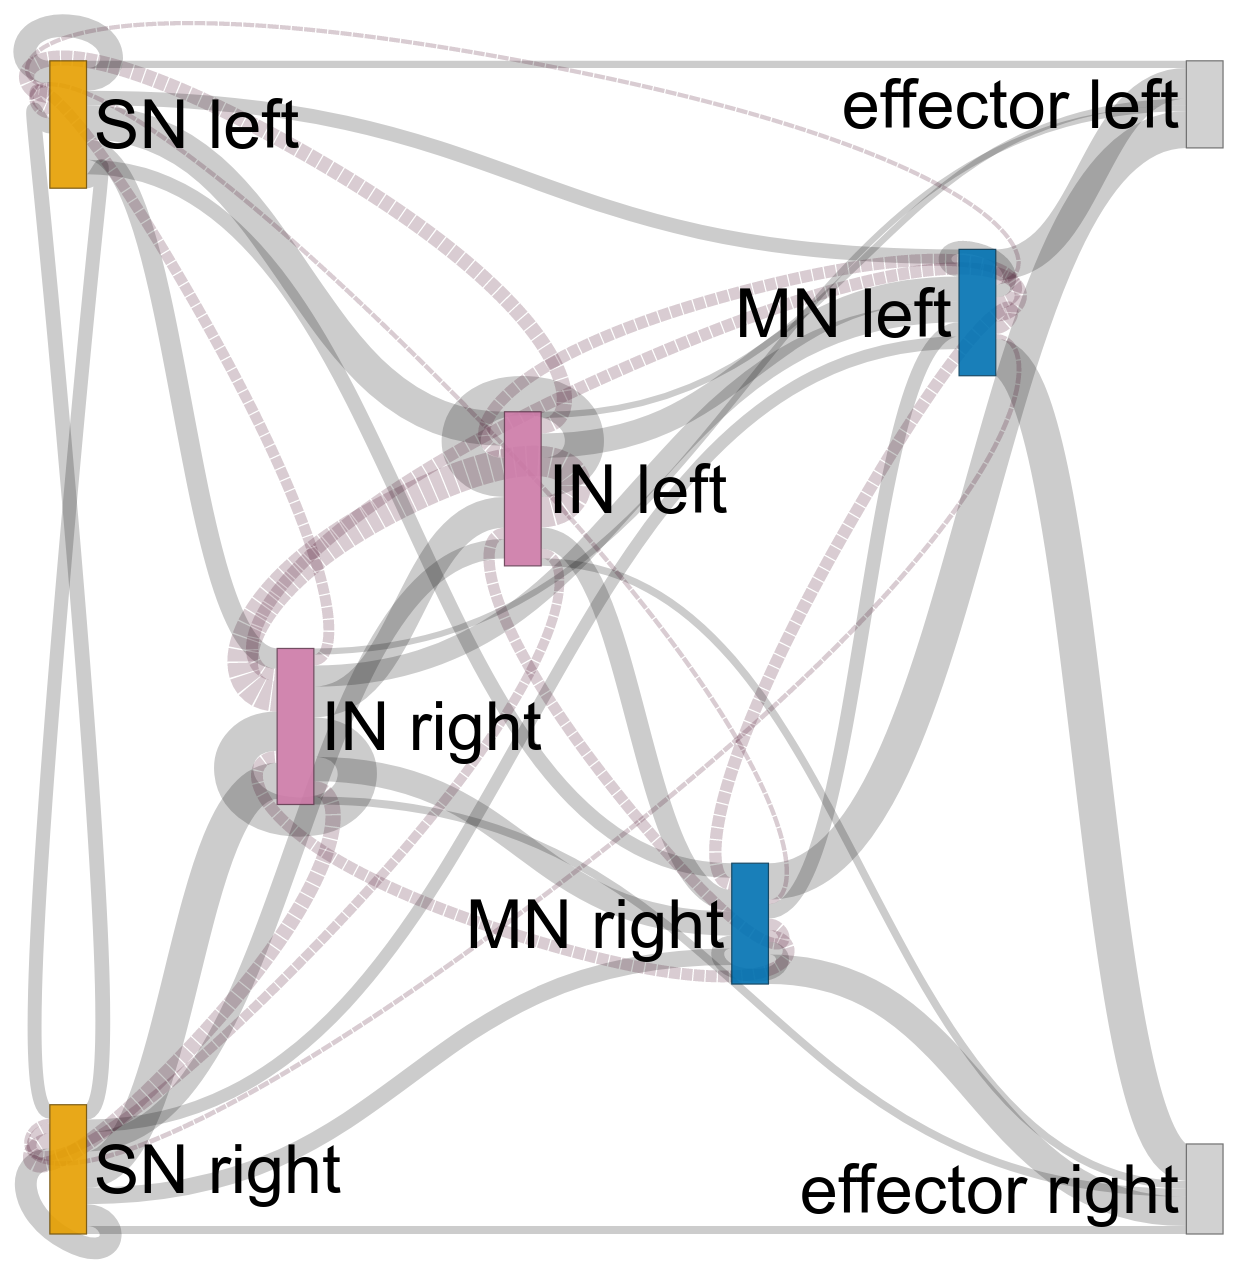 SN left
effector left
MN left
IN left
IN right
MN right
SN right
effector right